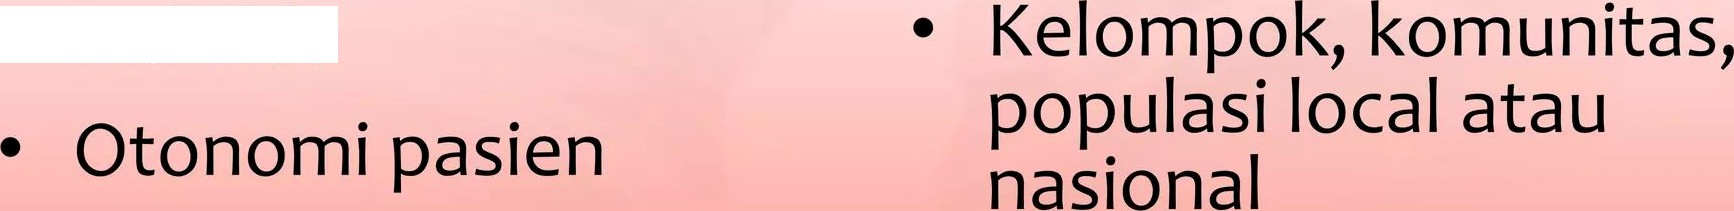 • Otonomi pasien
• Kelompok, komunitas,
populasi local atau
nasional